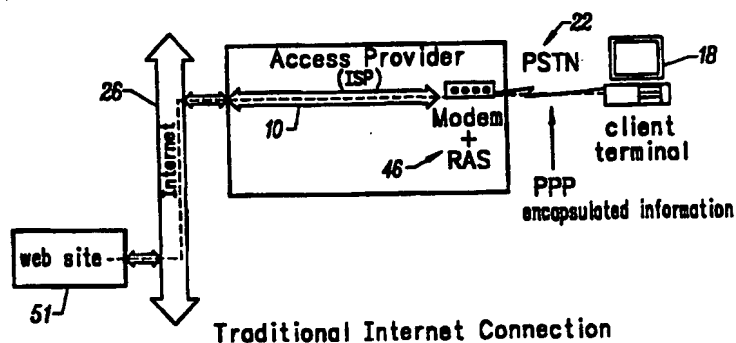 22
Access Provider
(ISP)
PSTN
18
26
10
Modem
+
RAS
46
client
terminal
Internet
PPP
encapsulated information
web site
51
Traditional Internet Connection